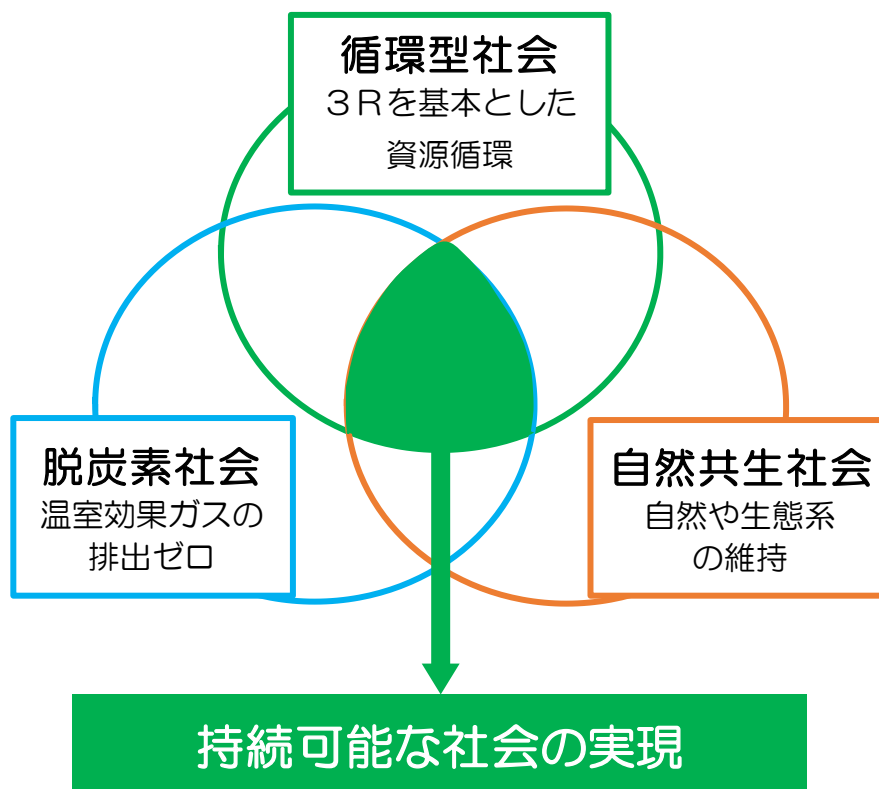 循環型社会
３Ｒを基本とした
資源循環
脱炭素社会
温室効果ガスの
排出ゼロ
自然共生社会
自然や生態系
の維持
持続可能な社会の実現